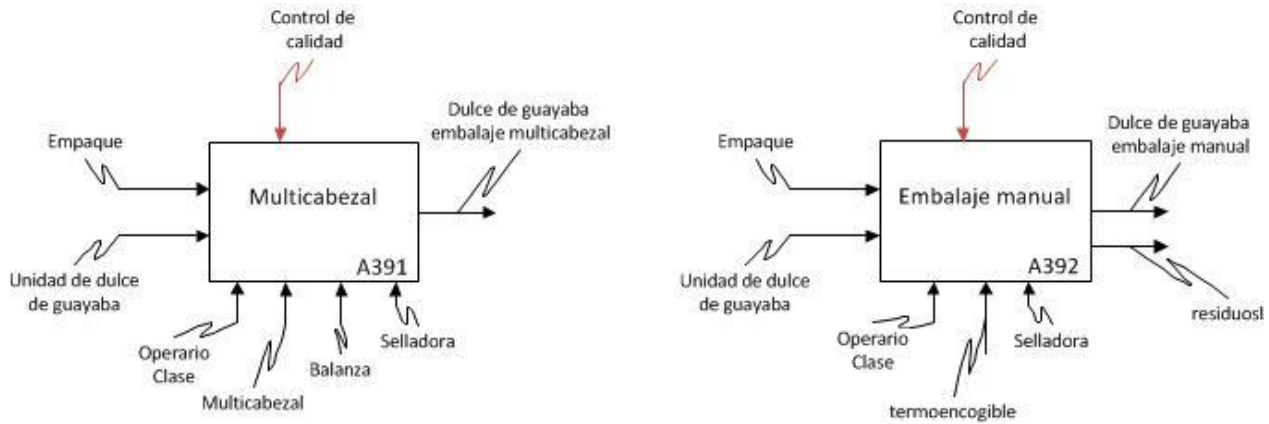 Control de
calidad
Dulce de guayaba
embalaje multicabezal
Empaque
Multicabezal
A391
Unidad de dulce
de guayaba
Operario
Clase
Multicabezal
Balanza
Selladora
Control de
calidad
Dulce de guayaba
embalaje manual
Empaque
Embalaje manual
A392
Unidad de dulce
de guayaba
residuosl
Operario
Clase
termoencogible
Selladora